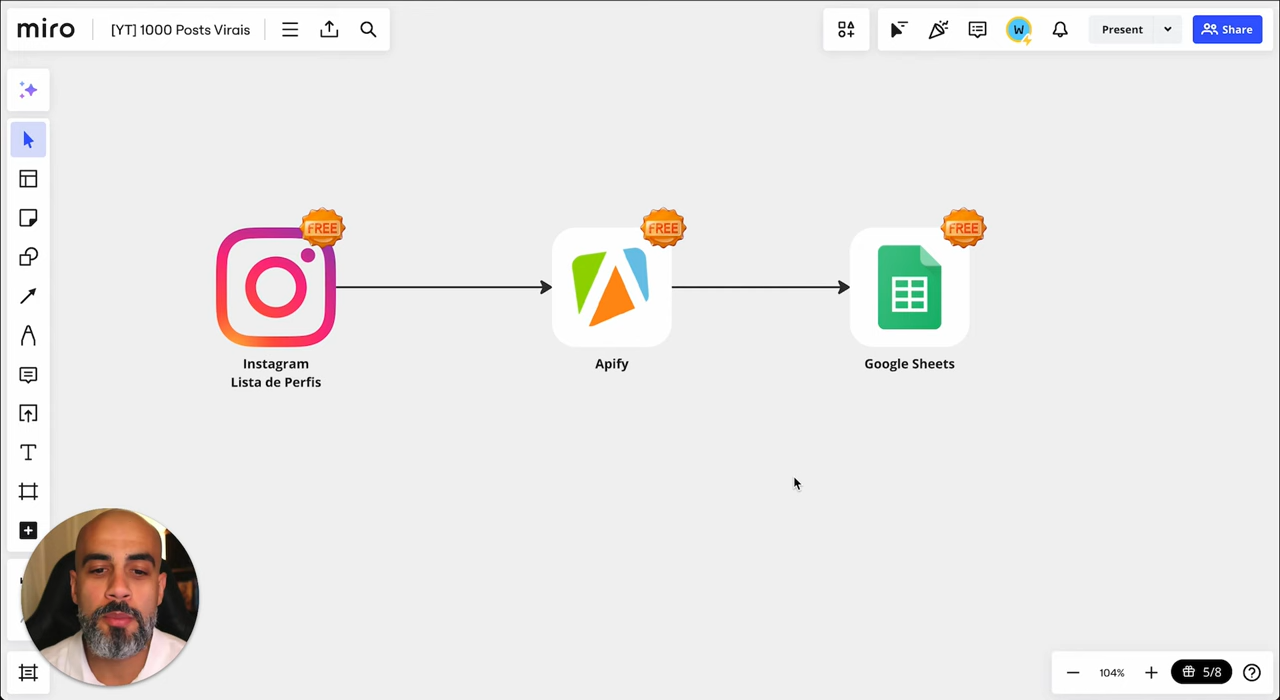 miro
[YT] 1000 Posts Virais
W
Present
Share
FREE
FREE
FREE
Instagram
Lista de Perfis
Apify
Google Sheets
T
104%
5/8